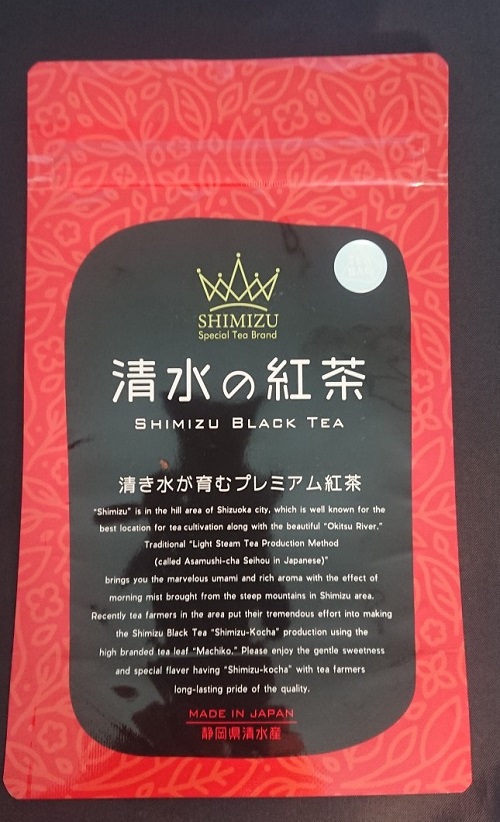 SHIMIZU
Special Tea Brand
清水の紅茶
SHIMIZU BLACK TEA
清き水が育むプレミアム紅茶
"Shimizu" is in the hill area of Shizuoka city, which is well known for the
best location for tea cultivation along with the beautiful "Okitsu River."
Traditional "Light Steam Tea Production Method
(called Asamushi-cha Seihou in Japanese)"
brings you the marvelous umami and rich aroma with the effect of
morning mist brought from the steep mountains in Shimizu area.
Recently tea farmers in the area put their tremendous effort into making
the Shimizu Black Tea "Shimizu-Kocha" production using the
high branded tea leaf "Machiko." Please enjoy the gentle sweetness
and special flavor having "Shimizu-kocha" with tea farmers
long-lasting pride of the quality.
MADE IN JAPAN
静岡県清水産